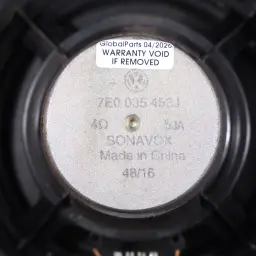 GlobalParts 04/2026
WARRANTY VOID
IF REMOVED
7E0 035 453J
4Ω
SONAVOX
Made in China
48/16